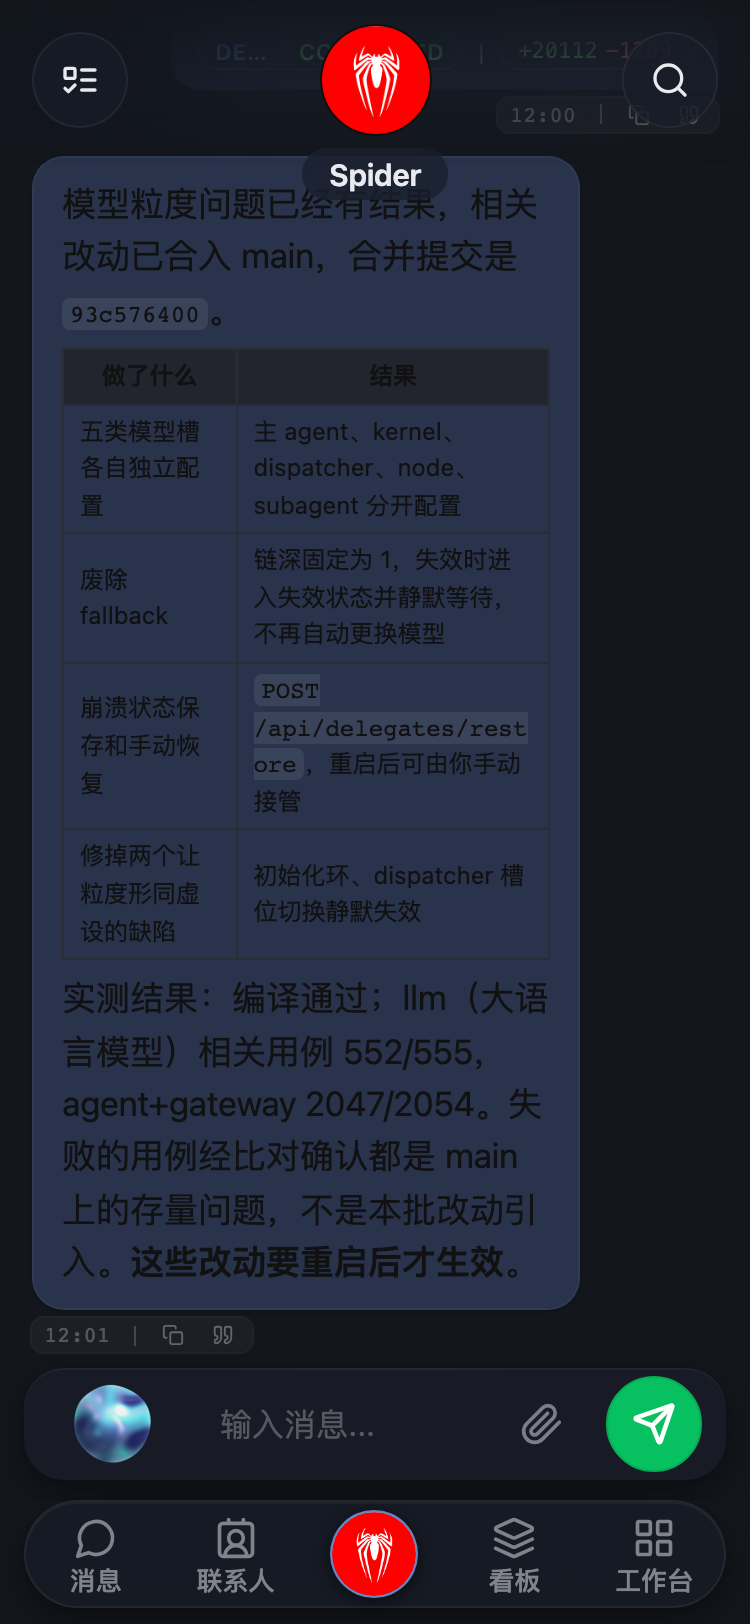 DE...
+20112
12:00
Spider
模型粒度问题已经有结果，相关
改动已合入 main，合并提交是
93c576400。
做了什么 结果
五类模型槽
各自独立配
置
主 agent、kernel、
dispatcher、node、
subagent 分开配置
废除
fallback
链深固定为 1，失效时进
入失效状态并静默等待，
不再自动更换模型
崩溃状态保
存和手动恢
复
POST
/api/delegates/rest
ore，重启后可由你手动
接管
修掉两个让
粒度形同虚
设的缺陷
初始化环、dispatcher 槽
位切换静默失效
实测结果：编译通过；llm（大语
言模型）相关用例 552/555，
agent+gateway 2047/2054。失
败的用例经比对确认都是 main
上的存量问题，不是本批改动引
入。这些改动要重启后才生效。
12:01
输入消息...
消息 联系人 看板 工作台